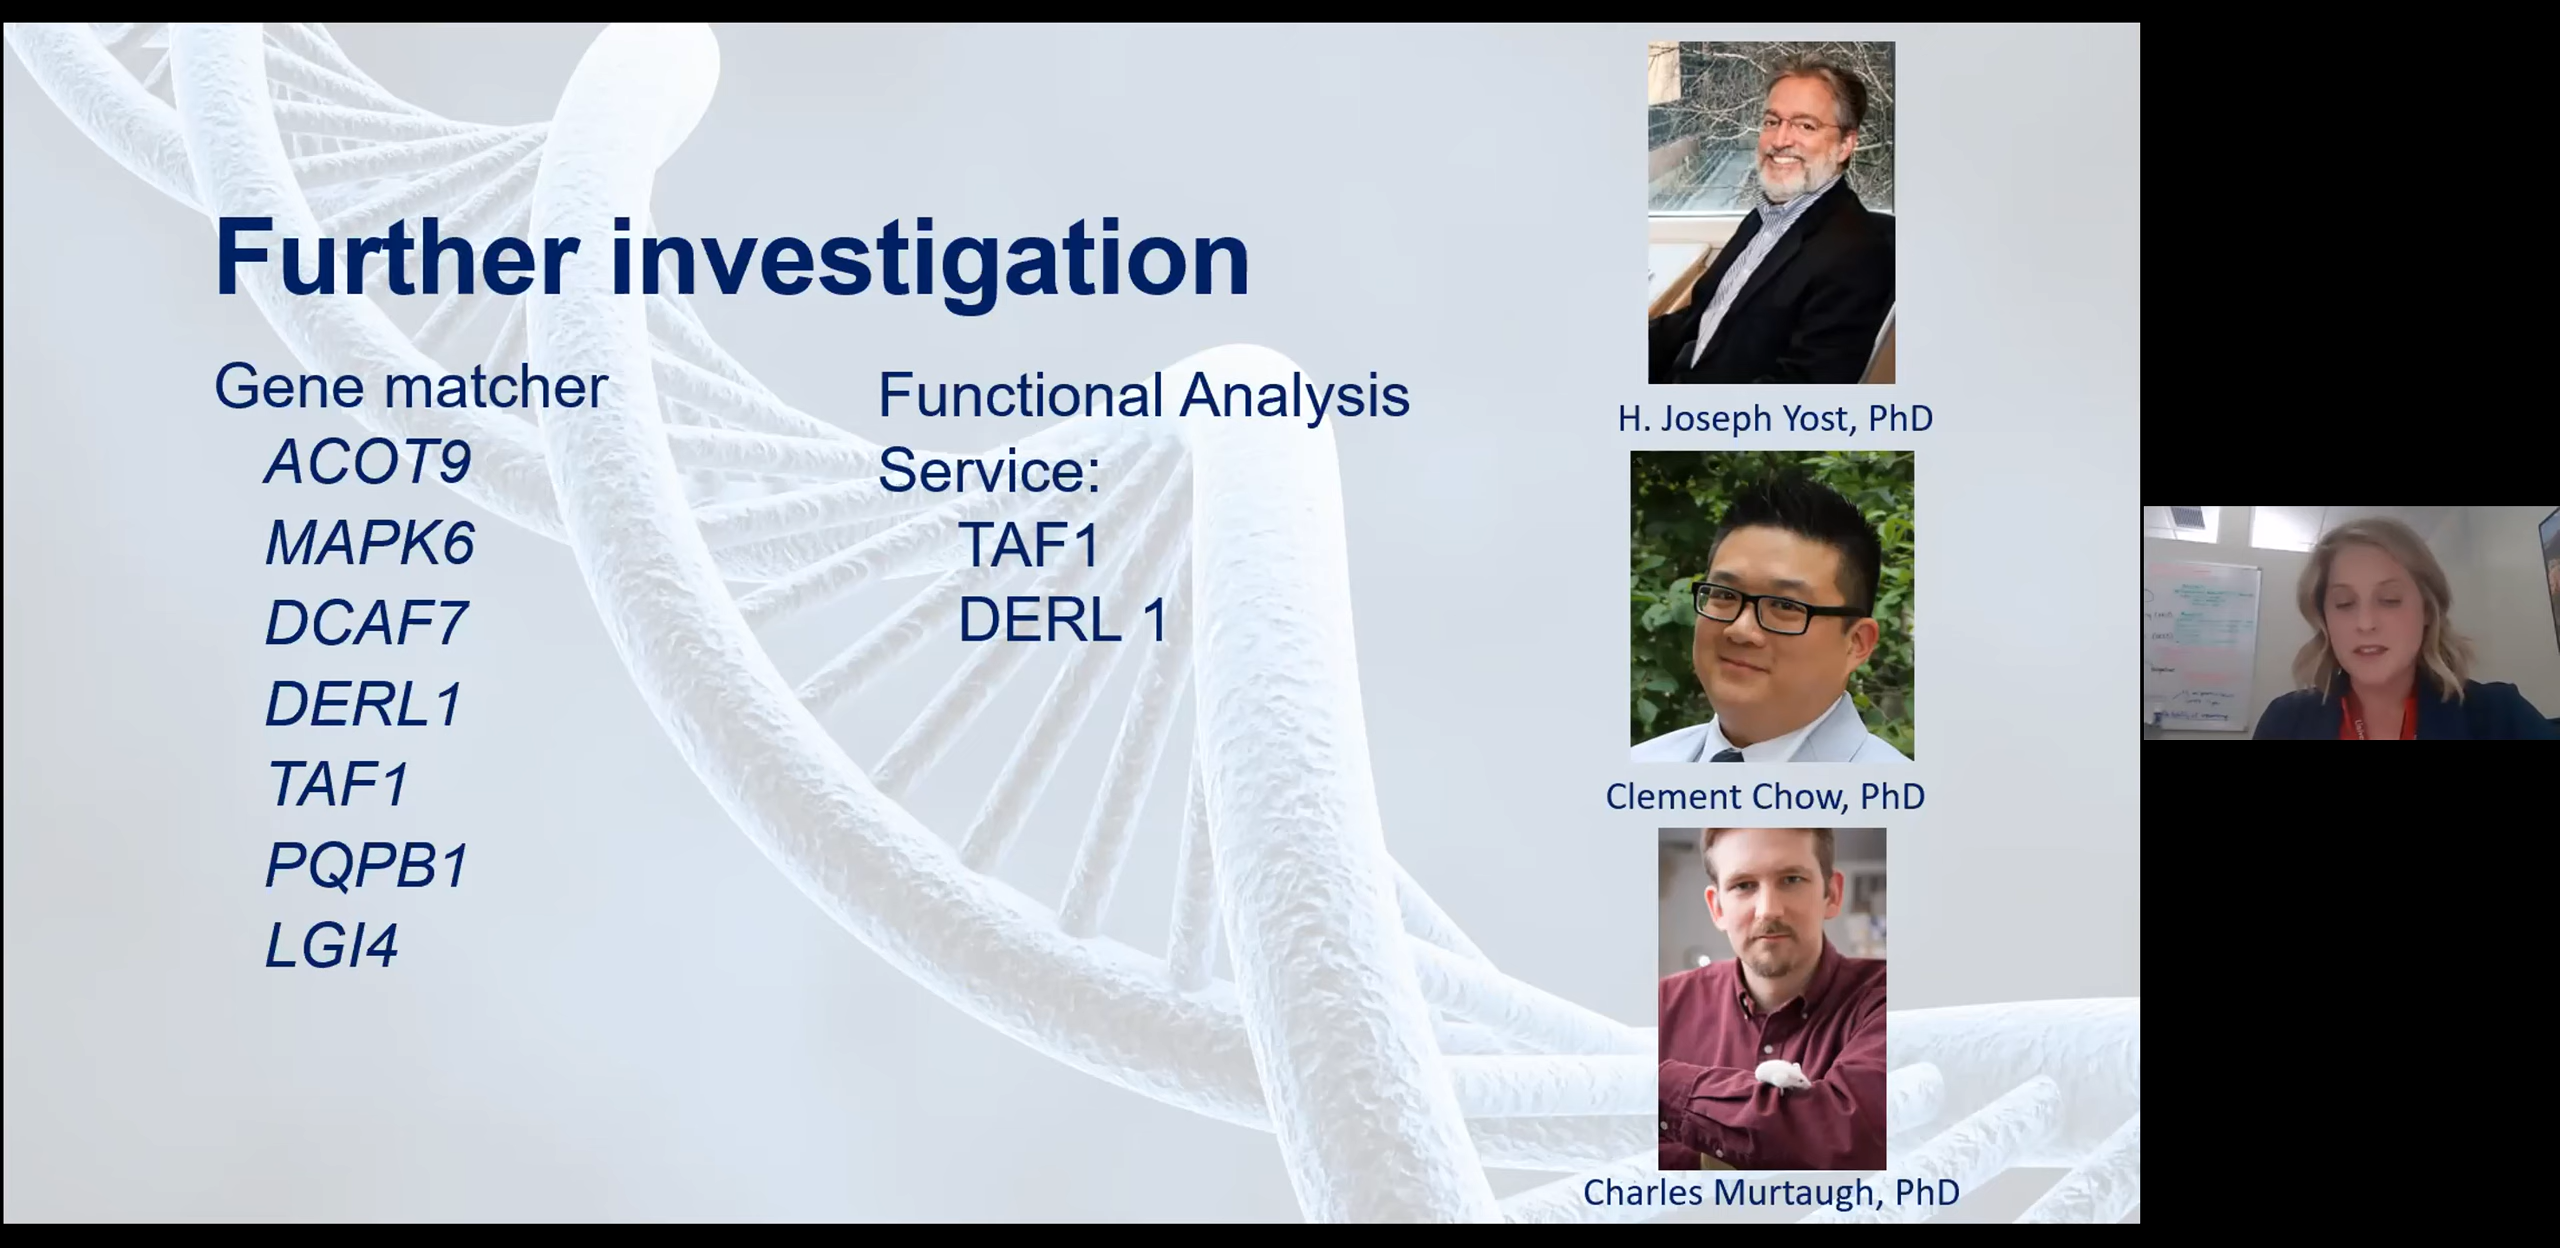 Further investigation
Gene matcher
ACOT9
MAPK6
DCAF7
DERL1
TAF1
PQPB1
LGI4
Functional Analysis
Service:
TAF1
DERL 1
H. Joseph Yost, PhD
Clement Chow, PhD
Charles Murtaugh, PhD